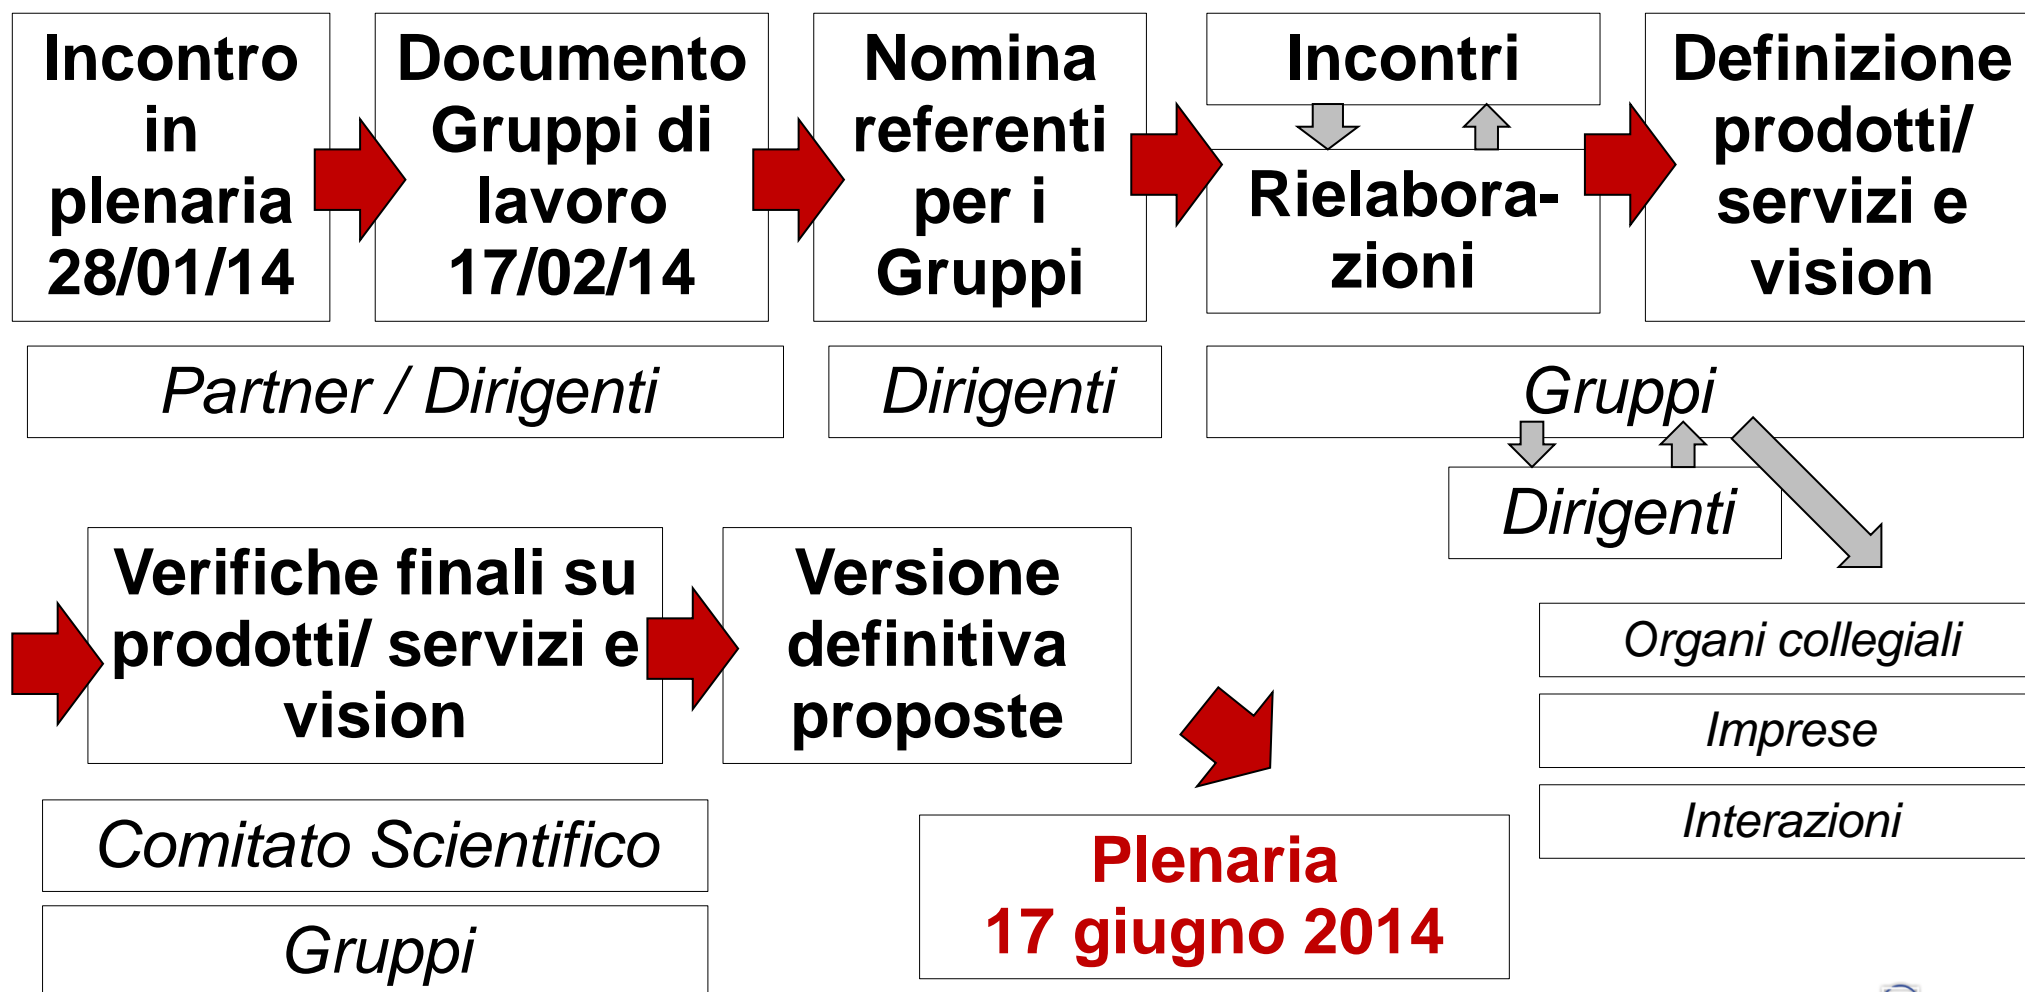 Incontro
in
plenaria
28/01/14
Documento
Gruppi di
lavoro
17/02/14
Nomina
referenti
per i
Gruppi
Incontri
Rielabora-
zioni
Definizione
prodotti/
servizi e
vision
Partner / Dirigenti
Dirigenti
Gruppi
Dirigenti
Verifiche finali su
prodotti/ servizi e
vision
Versione
definitiva
proposte
Organi collegiali
Imprese
Interazioni
Comitato Scientifico
Gruppi
Plenaria
17 giugno 2014